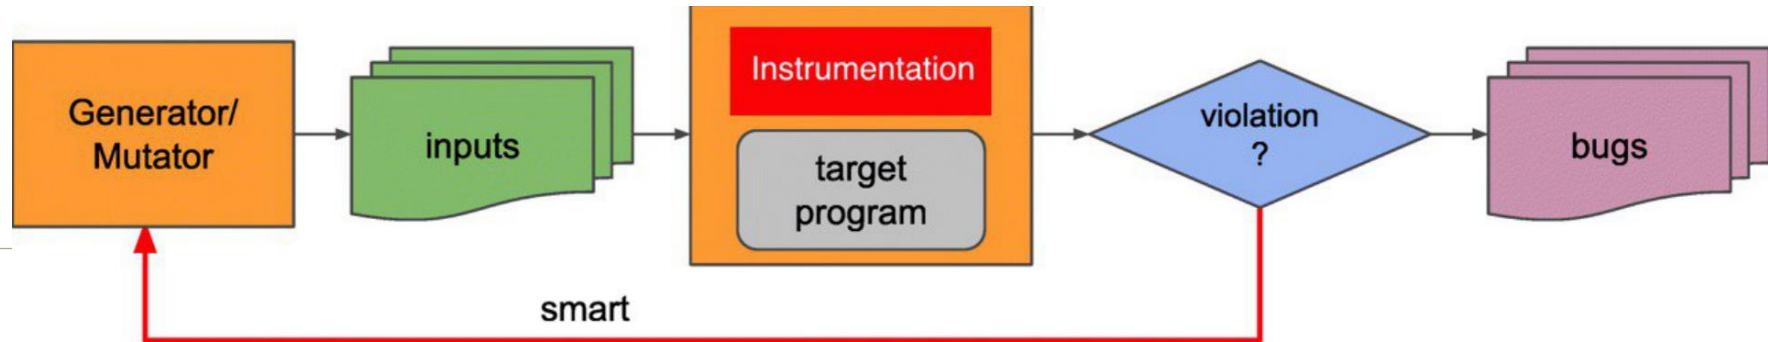 Generator/
Mutator
inputs
Instrumentation
target
program
violation
?
bugs
smart